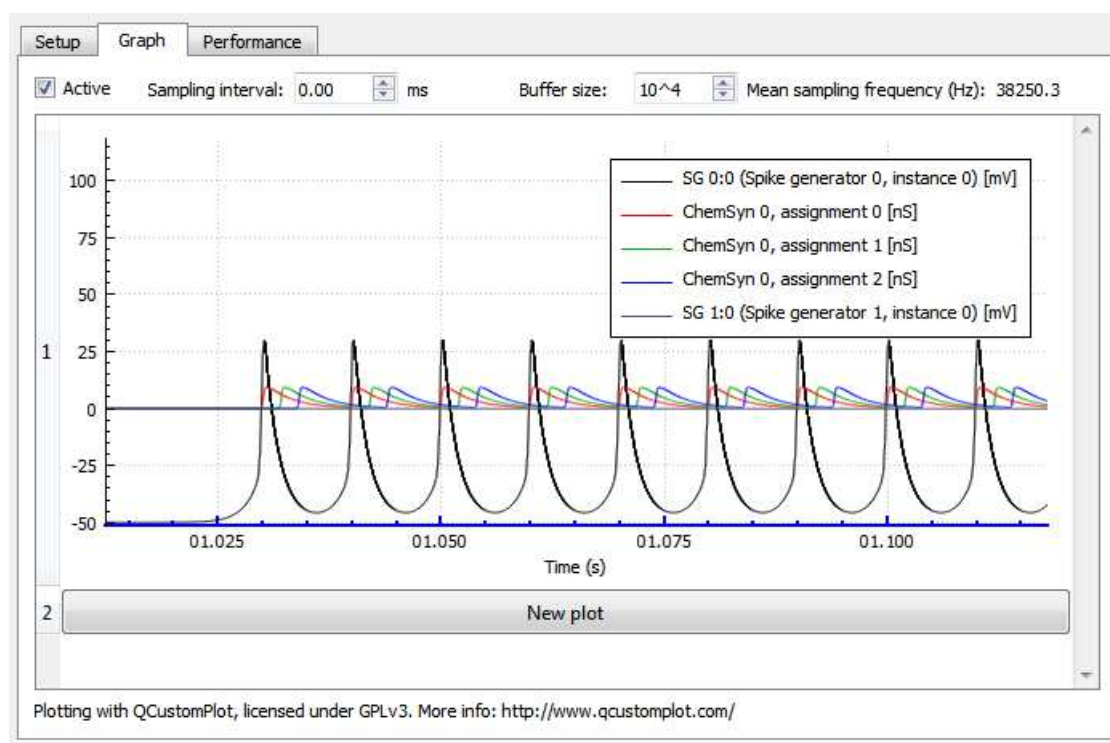 Setup Graph Performance
Active Sampling interval: 0.00 ms Buffer size: 10^4 Mean sampling frequency (Hz): 38250.3
SG 0:0 (Spike generator 0, instance 0) [mV]
ChemSyn 0, assignment 0 [nS]
ChemSyn 0, assignment 1 [nS]
ChemSyn 0, assignment 2 [nS]
SG 1:0 (Spike generator 1, instance 0) [mV]
100
75
50
1 25
0
-25
-50
01.025 01.050 01.075 01.100
Time (s)
2 New plot
Plotting with QCustomPlot, licensed under GPLv3. More info: http://www.qcustomplot.com/